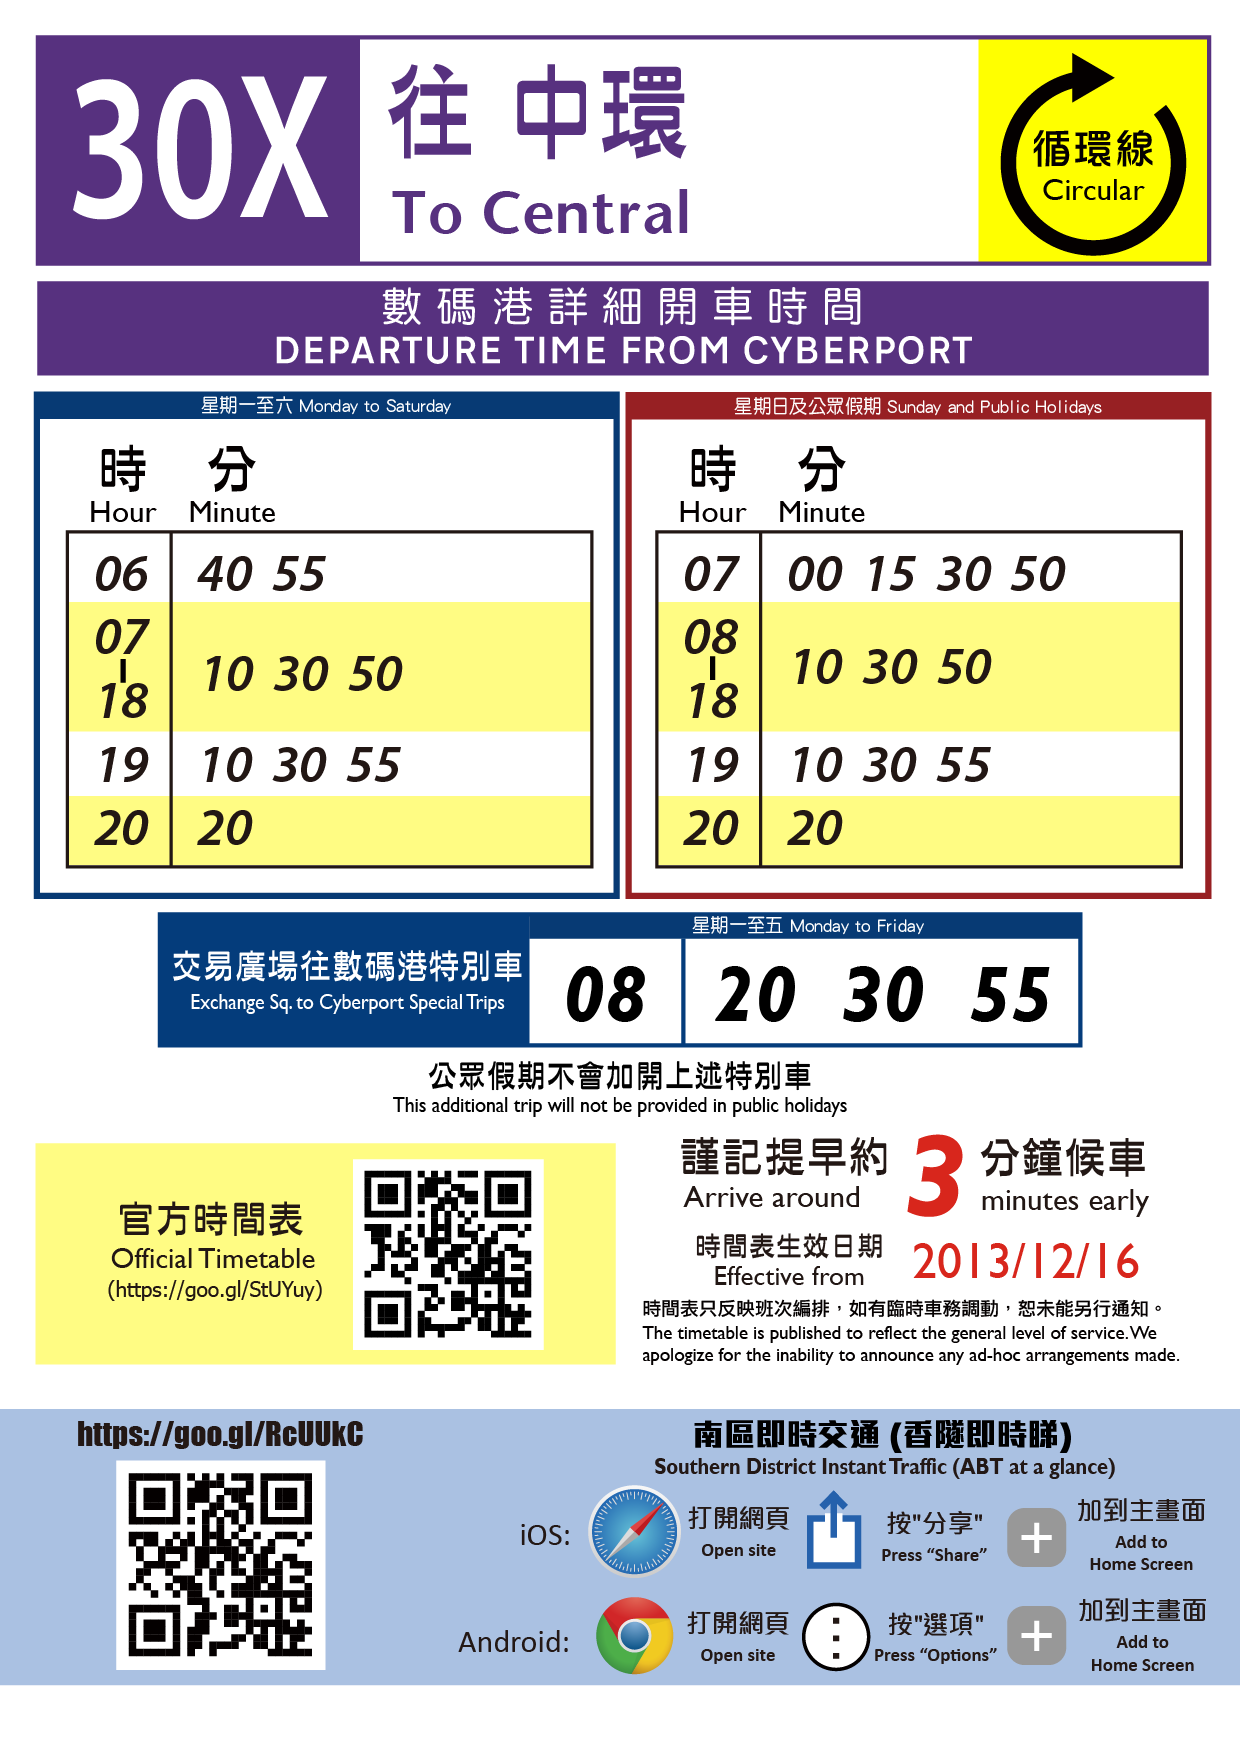 30X
往 中環
To Central
循環線
Circular
數碼港詳細開車時間
DEPARTURE TIME FROM CYBERPORT
星期一至六 Monday to Saturday
時 分
Hour Minute
06 40 55
07
10 30 50
18
19 10 30 55
20 20
星期日及公眾假期 Sunday and Public Holidays
時 分
Hour Minute
07 00 15 30 50
08
10 30 50
18
19 10 30 55
20 20
交易廣場往數碼港特別車
Exchange Sq. to Cyberport Special Trips
星期一至五 Monday to Friday
08 20 30 55
公眾假期不會加開上述特別車
This additional trip will not be provided in public holidays
官方時間表
Official Timetable
(https://goo.gl/StUYuy)
謹記提早約 3 分鐘候車
Arrive around minutes early
時間表生效日期
Effective from
2013/12/16
時間表只反映班次編排，如有臨時車務調動，恕未能另行通知。
The timetable is published to reflect the general level of service. We
apologize for the inability to announce any ad-hoc arrangements made.
https://goo.gl/RcUUkC
南區即時交通 (香隧即時睇)
Southern District Instant Traffic (ABT at a glance)
iOS:
打開網頁
Open site
按"分享"
Press “Share”
加到主畫面
Add to
Home Screen
Android:
打開網頁
Open site
按"選項"
Press “Options”
加到主畫面
Add to
Home Screen